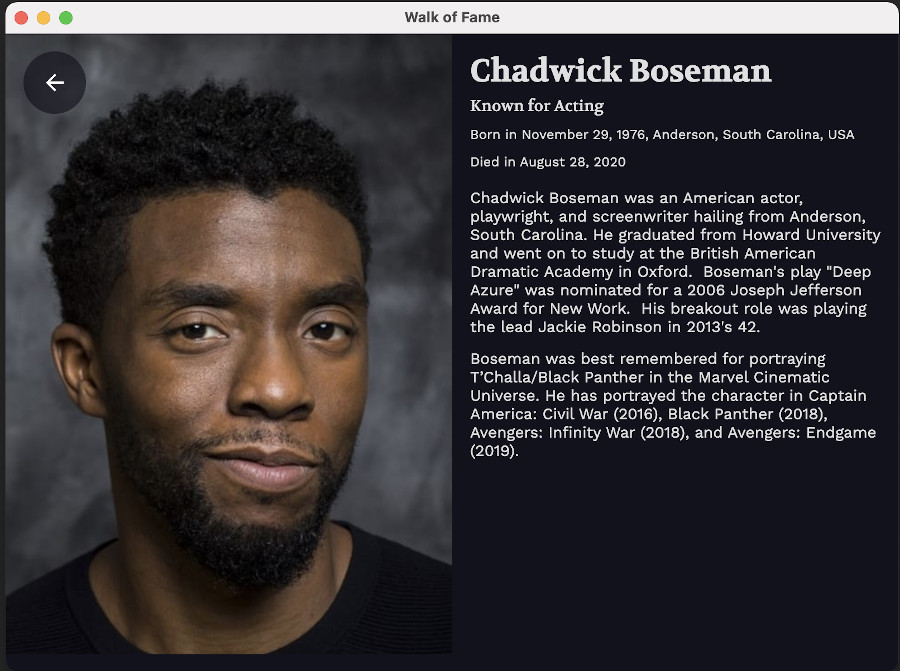 Walk of Fame
Chadwick Boseman
Known for Acting
Born in November 29, 1976, Anderson, South Carolina, USA
Died in August 28, 2020
Chadwick Boseman was an American actor,
playwright, and screenwriter hailing from Anderson,
South Carolina. He graduated from Howard University
and went on to study at the British American
Dramatic Academy in Oxford.  Boseman's play "Deep
Azure" was nominated for a 2006 Joseph Jefferson
Award for New Work.  His breakout role was playing
the lead Jackie Robinson in 2013's 42.
Boseman was best remembered for portraying
T’Challa/Black Panther in the Marvel Cinematic
Universe. He has portrayed the character in Captain
America: Civil War (2016), Black Panther (2018),
Avengers: Infinity War (2018), and Avengers: Endgame
(2019).